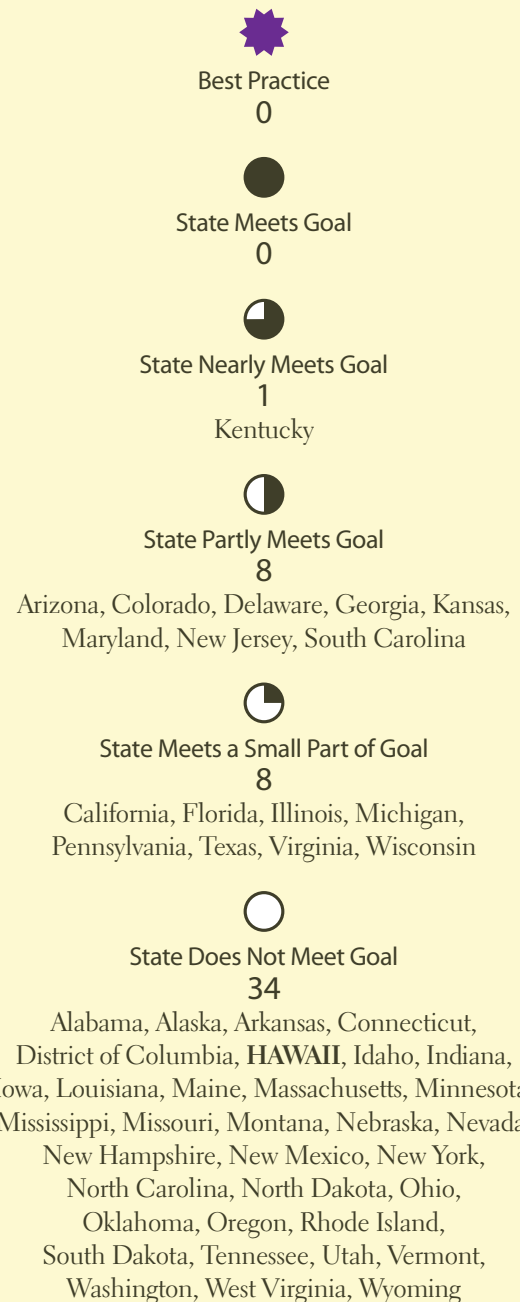 Best Practice
0
State Meets Goal
0
State Nearly Meets Goal
1
Kentucky
State Partly Meets Goal
8
Arizona, Colorado, Delaware, Georgia, Kansas,
Maryland, New Jersey, South Carolina
State Meets a Small Part of Goal
8
California, Florida, Illinois, Michigan,
Pennsylvania, Texas, Virginia, Wisconsin
State Does Not Meet Goal
34
Alabama, Alaska, Arkansas, Connecticut,
District of Columbia, HAWAII, Idaho, Indiana,
Iowa, Louisiana, Maine, Massachusetts, Minnesota
Mississippi, Missouri, Montana, Nebraska, Nevada
New Hampshire, New Mexico, New York,
North Carolina, North Dakota, Ohio,
Oklahoma, Oregon, Rhode Island,
South Dakota, Tennessee, Utah, Vermont,
Washington, West Virginia, Wyoming